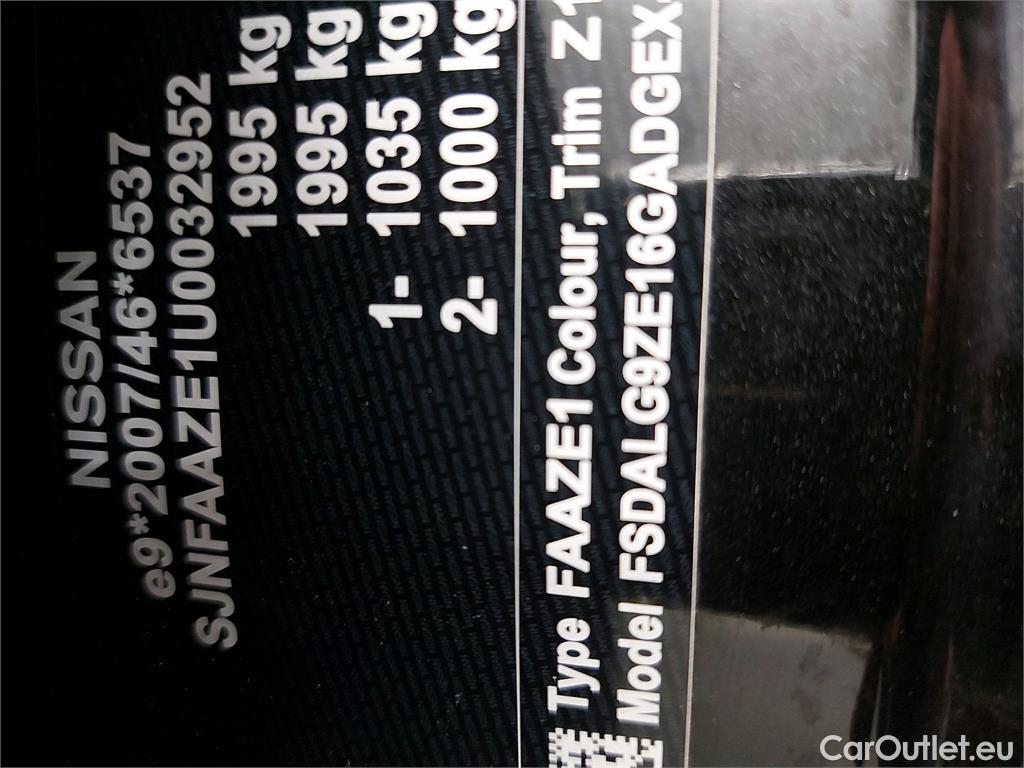 NISSAN
e9*2007/46*6537
SJNFAAZE1U0032952
1995 kg
1995 kg
1- 1035 kg
2- 1000 kg
Type FAAZE1 Colour, Trim Z1
Model FSDALG9ZE16GADGEX
CarOutlet.eu